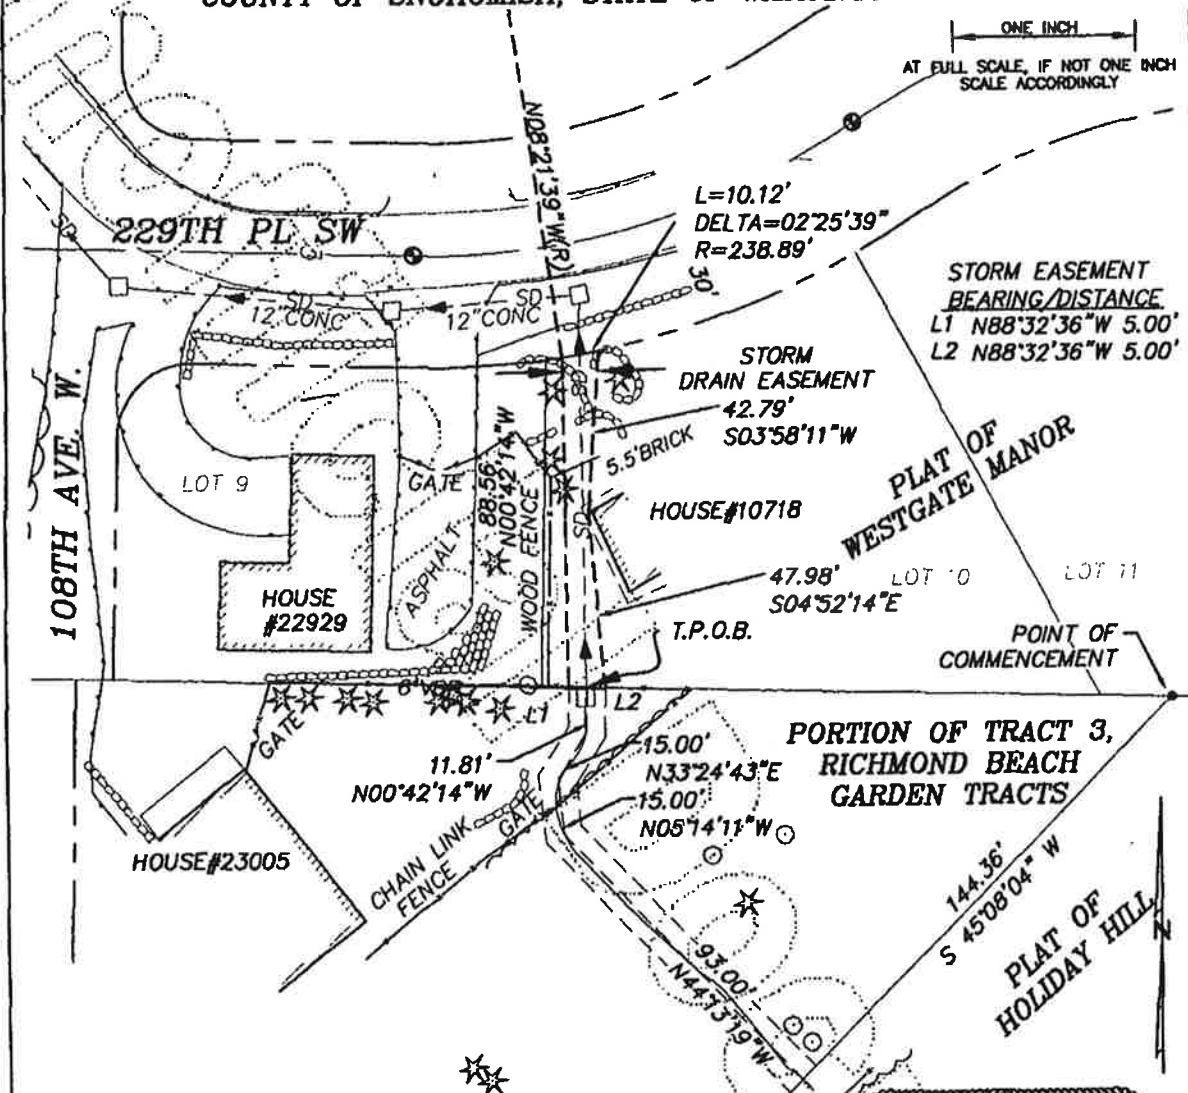 COUNTY OF SNOHOMISH, STATE OF WASHINGTON
ONE INCH
AT FULL SCALE, IF NOT ONE INCH
SCALE ACCORDINGLY
N08°21'39"W(R)
L=10.12'
DELTA=02°25'39"
R=238.89'
229TH PL SW
SD
SD
12"CONC
SD
12"CONC
30'
STORM EASEMENT
BEARING/DISTANCE
L1 N88°32'36"W 5.00'
L2 N88°32'36"W 5.00'
STORM
DRAIN EASEMENT
42.79'
S03°58'11"W
108TH AVE. W.
LOT 9
GATE
88.56'
N00°42'14"W
WOOD FENCE
5.5'BRICK
SD
HOUSE#10718
PLAT OF
WESTGATE MANOR
ASPHALT
HOUSE
#22929
47.98'
S04°52'14"E
LOT 10
LOT 11
T.P.O.B.
POINT OF
COMMENCEMENT
L1
L2
GATE
11.81'
N00°42'14"W
15.00'
N33°24'43"E
15.00'
N05°14'11"W
PORTION OF TRACT 3,
RICHMOND BEACH
GARDEN TRACTS
HOUSE#23005
CHAIN LINK
FENCE
GATE
144.36'
S 45°08'04" W
PLAT OF
HOLIDAY HILL
N
93.00'
N44°13'19"W